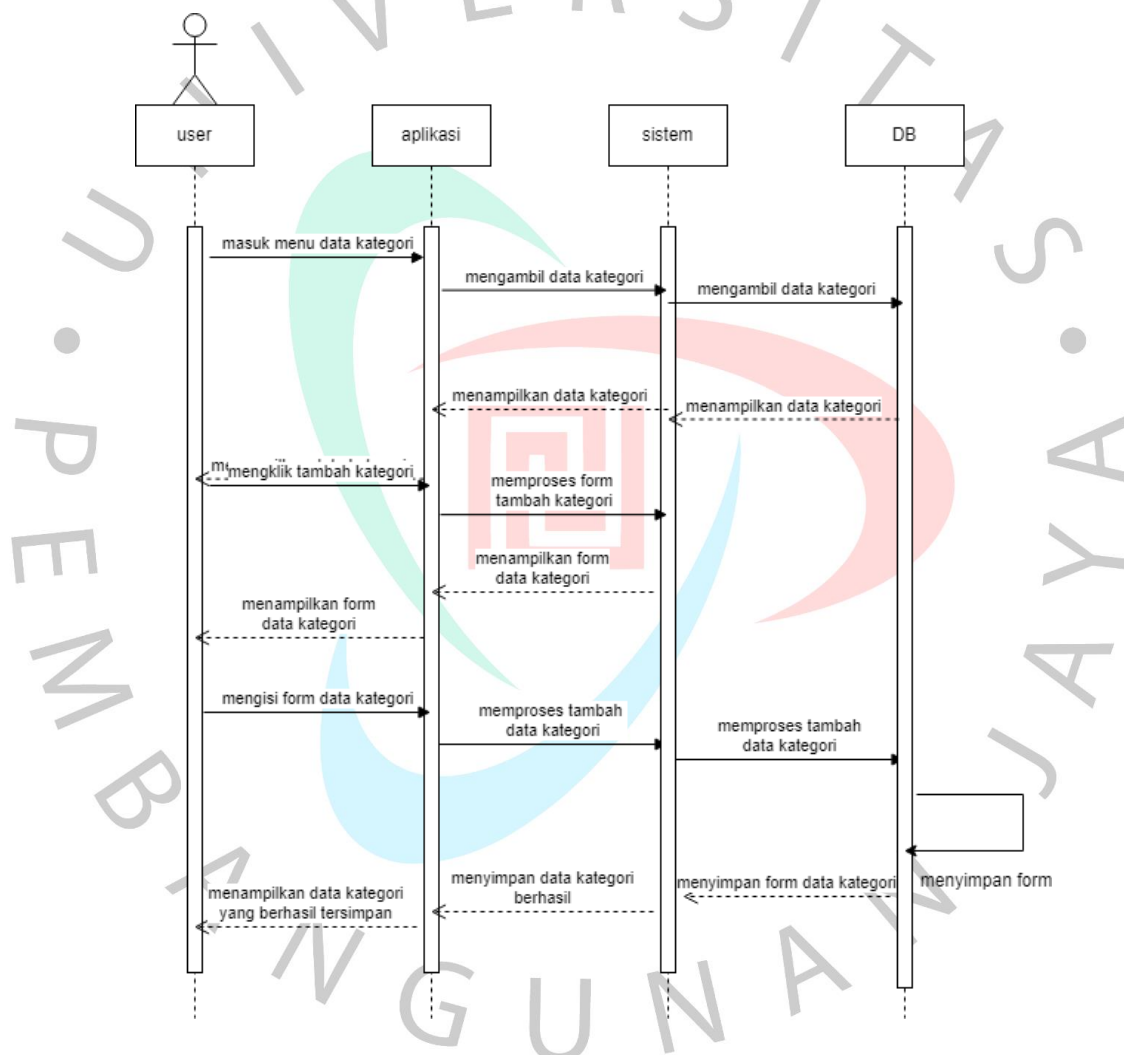 UNIVERSITAS
PEMBANGUNAN JAYA
user
aplikasi
sistem
DB
masuk menu data kategori
mengambil data kategori
mengambil data kategori
menampilkan data kategori
menampilkan data kategori
mengklik tambah kategori
memproses form
tambah kategori
menampilkan form
data kategori
menampilkan form
data kategori
mengisi form data kategori
memproses tambah
data kategori
memproses tambah
data kategori
menyimpan form
menyimpan form data kategori
menyimpan data kategori
berhasil
menampilkan data kategori
yang berhasil tersimpan